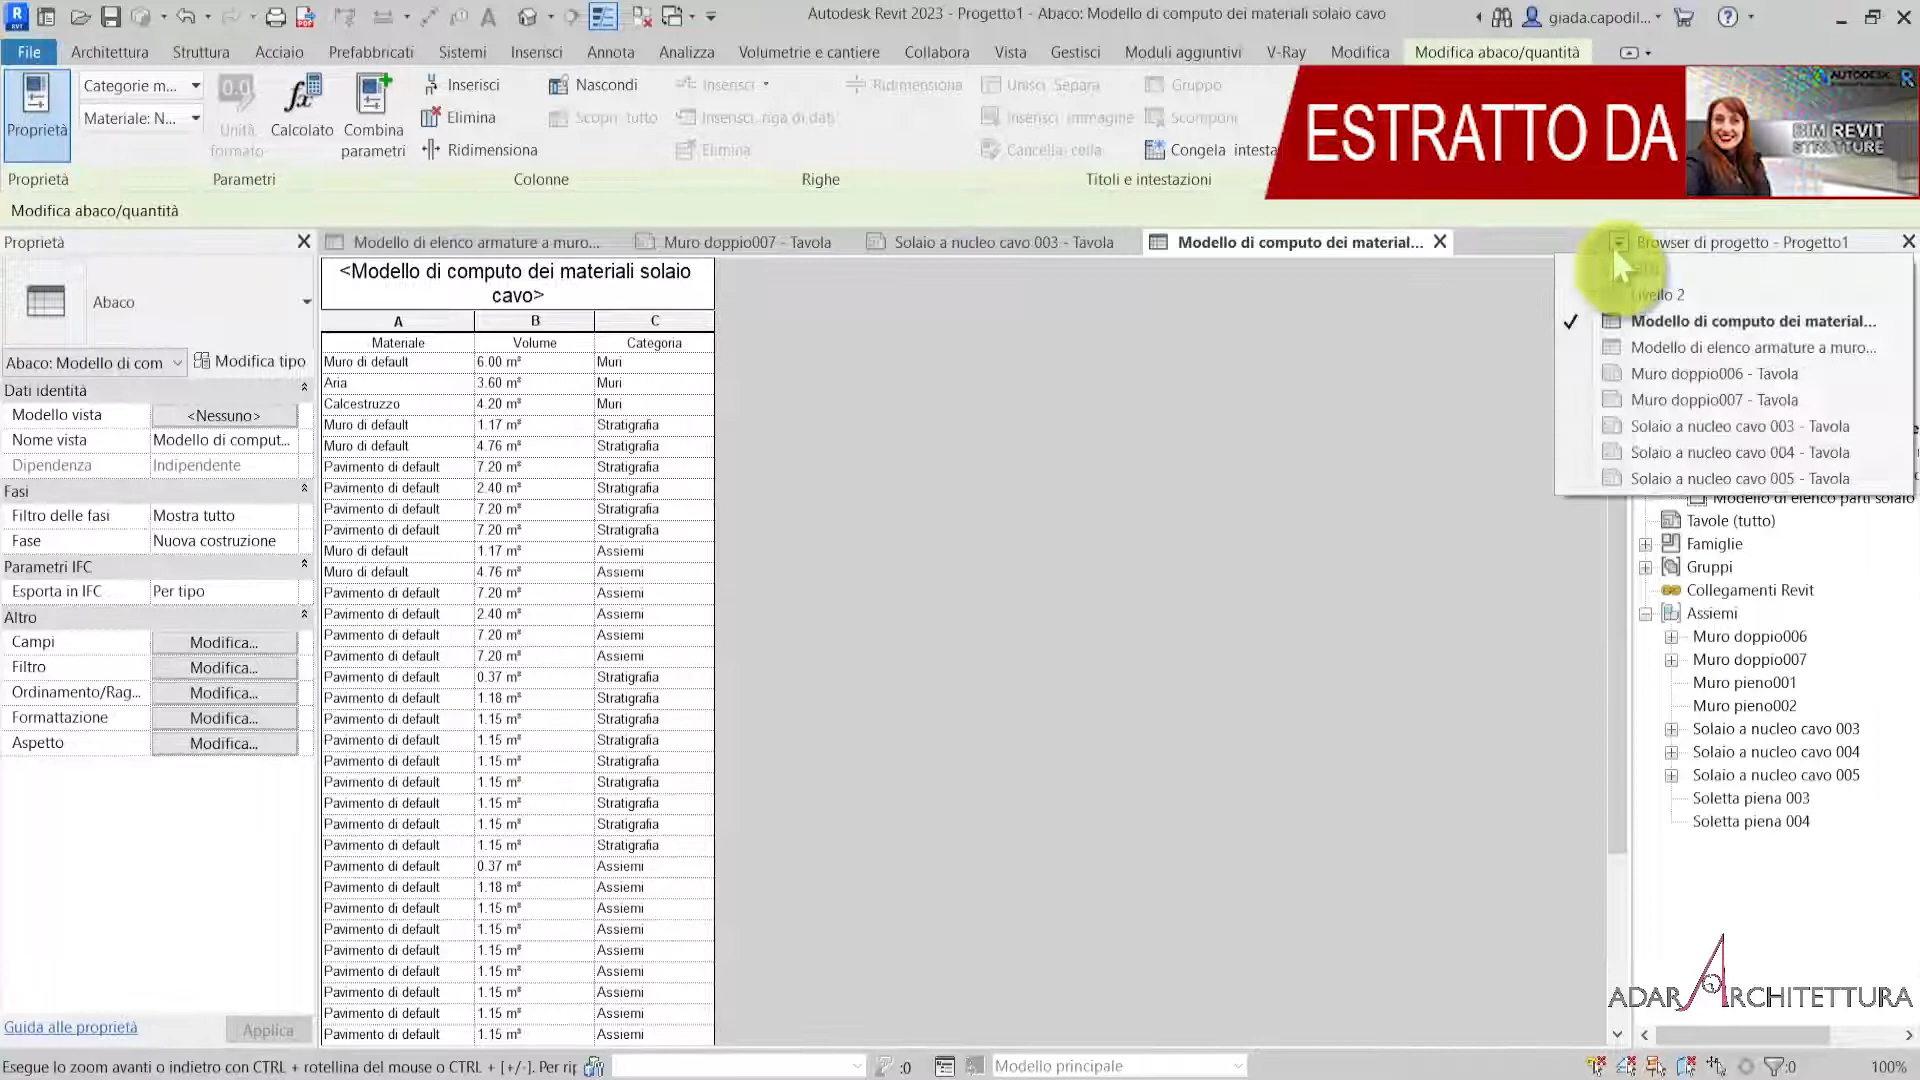 Autodesk Revit 2023 - Progetto1 - Abaco: Modello di computo dei materiali solaio cavo
giada.capodil...
File Architettura Struttura Acciaio Prefabbricati Sistemi Inserisci Annota Analizza Volumetrie e cantiere Collabora Vista Gestisci Moduli aggiuntivi V-Ray Modifica Modifica abaco/quantità
Proprietà
Categorie m...
Materiale: N...
Unità
formato
Calcolato
Combina
parametri
Inserisci
Elimina
Ridimensiona
Nascondi
Scopri tutto
Inserisci
Inserisci riga di dati
Elimina
Ridimensiona
Unisci Separa
Inserisci immagine
Cancella cella
Gruppo
Scomponi
Congela intesta
ESTRATTO DA
AUTODESK
BIM REVIT
STRUTTURE
Proprietà Parametri Colonne Righe Titoli e intestazioni
Modifica abaco/quantità
Proprietà
Modello di elenco armature a muro...
Muro doppio007 - Tavola
Solaio a nucleo cavo 003 - Tavola
Modello di computo dei material...
Browser di progetto - Progetto1
Abaco
Abaco: Modello di com
Modifica tipo
Dati identità
Modello vista <Nessuno>
Nome vista Modello di comput...
Dipendenza Indipendente
Fasi
Filtro delle fasi Mostra tutto
Fase Nuova costruzione
Parametri IFC
Esporta in IFC Per tipo
Altro
Campi Modifica...
Filtro Modifica...
Ordinamento/Rag... Modifica...
Formattazione Modifica...
Aspetto Modifica...
Guida alle proprietà
Applica
<Modello di computo dei materiali solaio
cavo>
A B C
Materiale Volume Categoria
Muro di default 6.00 m³ Muri
Aria 3.60 m³ Muri
Calcestruzzo 4.20 m³ Muri
Muro di default 1.17 m³ Stratigrafia
Muro di default 4.76 m³ Stratigrafia
Pavimento di default 7.20 m³ Stratigrafia
Pavimento di default 2.40 m³ Stratigrafia
Pavimento di default 7.20 m³ Stratigrafia
Pavimento di default 7.20 m³ Stratigrafia
Muro di default 1.17 m³ Assiemi
Muro di default 4.76 m³ Assiemi
Pavimento di default 7.20 m³ Assiemi
Pavimento di default 2.40 m³ Assiemi
Pavimento di default 7.20 m³ Assiemi
Pavimento di default 7.20 m³ Assiemi
Pavimento di default 0.37 m³ Stratigrafia
Pavimento di default 1.18 m³ Stratigrafia
Pavimento di default 1.15 m³ Stratigrafia
Pavimento di default 1.15 m³ Stratigrafia
Pavimento di default 1.15 m³ Stratigrafia
Pavimento di default 1.15 m³ Stratigrafia
Pavimento di default 1.15 m³ Stratigrafia
Pavimento di default 1.15 m³ Stratigrafia
Pavimento di default 1.15 m³ Stratigrafia
Pavimento di default 0.37 m³ Assiemi
Pavimento di default 1.18 m³ Assiemi
Pavimento di default 1.15 m³ Assiemi
Pavimento di default 1.15 m³ Assiemi
Pavimento di default 1.15 m³ Assiemi
Pavimento di default 1.15 m³ Assiemi
Pavimento di default 1.15 m³ Assiemi
Pavimento di default 1.15 m³ Assiemi
Pavimento di default 1.15 m³ Assiemi
Livello 2
Modello di computo dei material...
Modello di elenco armature a muro...
Muro doppio006 - Tavola
Muro doppio007 - Tavola
Solaio a nucleo cavo 003 - Tavola
Solaio a nucleo cavo 004 - Tavola
Solaio a nucleo cavo 005 - Tavola
Modello di elenco parti solaio
Tavole (tutto)
Famiglie
Gruppi
Collegamenti Revit
Assiemi
Muro doppio006
Muro doppio007
Muro pieno001
Muro pieno002
Solaio a nucleo cavo 003
Solaio a nucleo cavo 004
Solaio a nucleo cavo 005
Soletta piena 003
Soletta piena 004
ADARARCHITETTURA
Esegue lo zoom avanti o indietro con CTRL + rotellina del mouse o CTRL + [+/-]. Per rip
:0
Modello principale
:0
100%